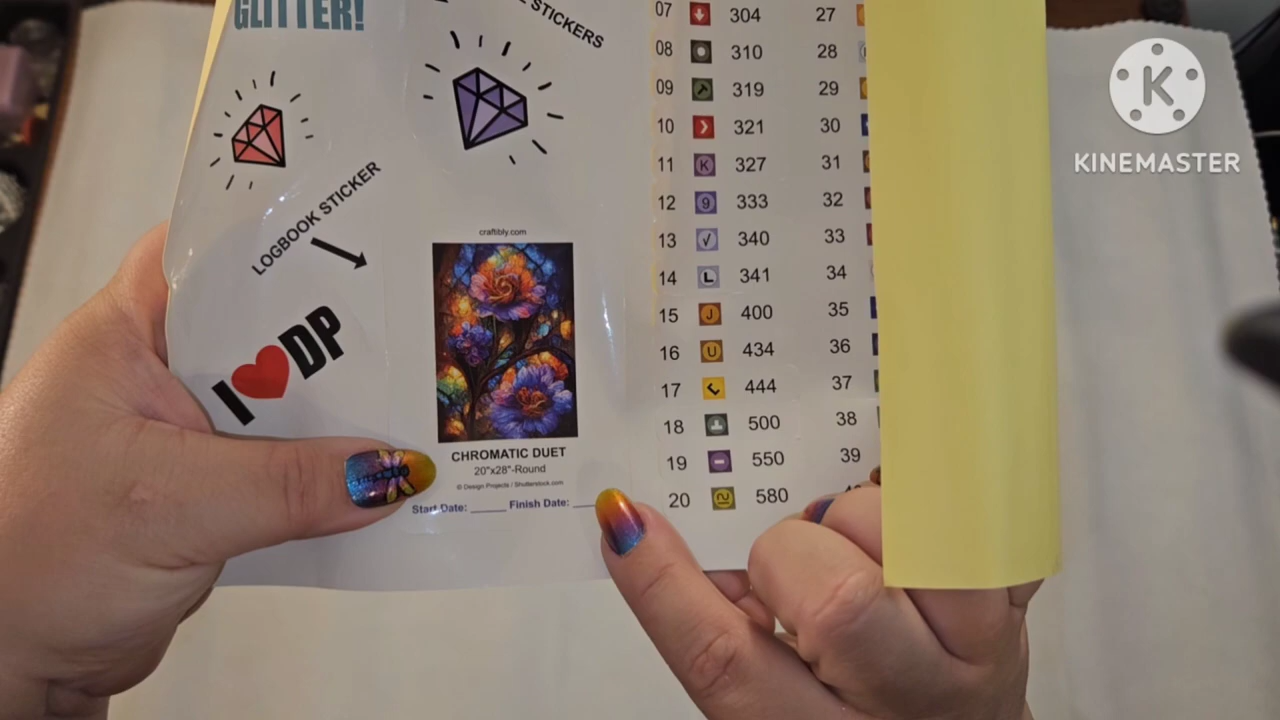 GLITTER!
STICKERS
LOGBOOK STICKER
I DP
craftibly.com
CHROMATIC DUET
20"x28"-Round
© Design Projects / Shutterstock.com
Start Date: ______ Finish Date: ___
07 304 27
08 310 28
09 319 29
10 321 30
11 K 327 31
12 9 333 32
13 √ 340 33
14 L 341 34
15 J 400 35
16 U 434 36
17 444 37
18 500 38
19 550 39
20 580
K
KINEMASTER